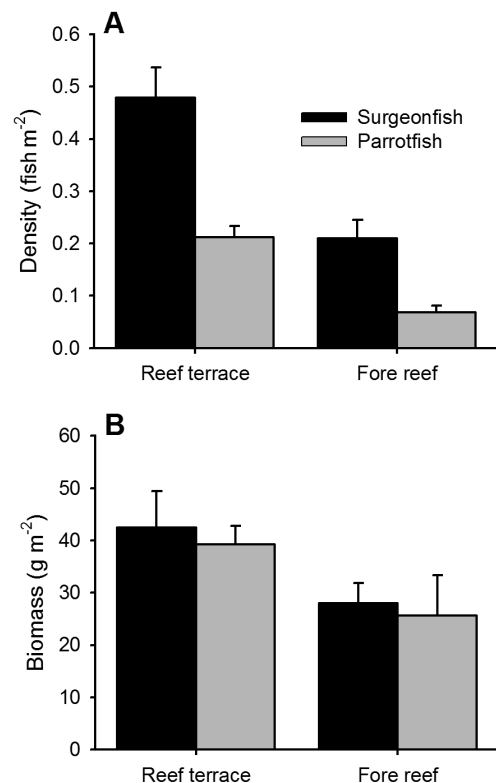 A
0.6
0.5
0.4
0.3
0.2
0.1
0.0
Density (fish m⁻²)
Surgeonfish
Parrotfish
Reef terrace Fore reef
B
60
50
40
30
20
10
0
Biomass (g m⁻²)
Reef terrace Fore reef